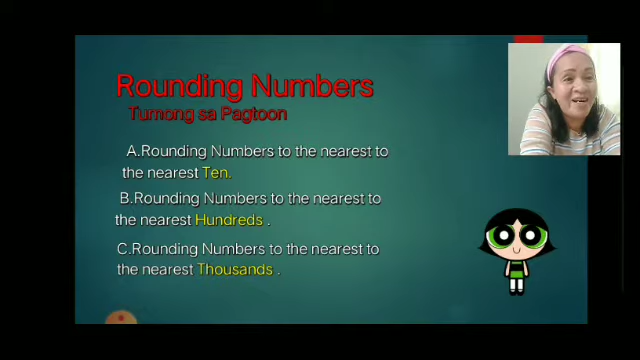 Rounding Numbers
Tumong sa Pagtoon
A.Rounding Numbers to the nearest to
the nearest Ten.
B.Rounding Numbers to the nearest to
the nearest Hundreds .
C.Rounding Numbers to the nearest to
the nearest Thousands .